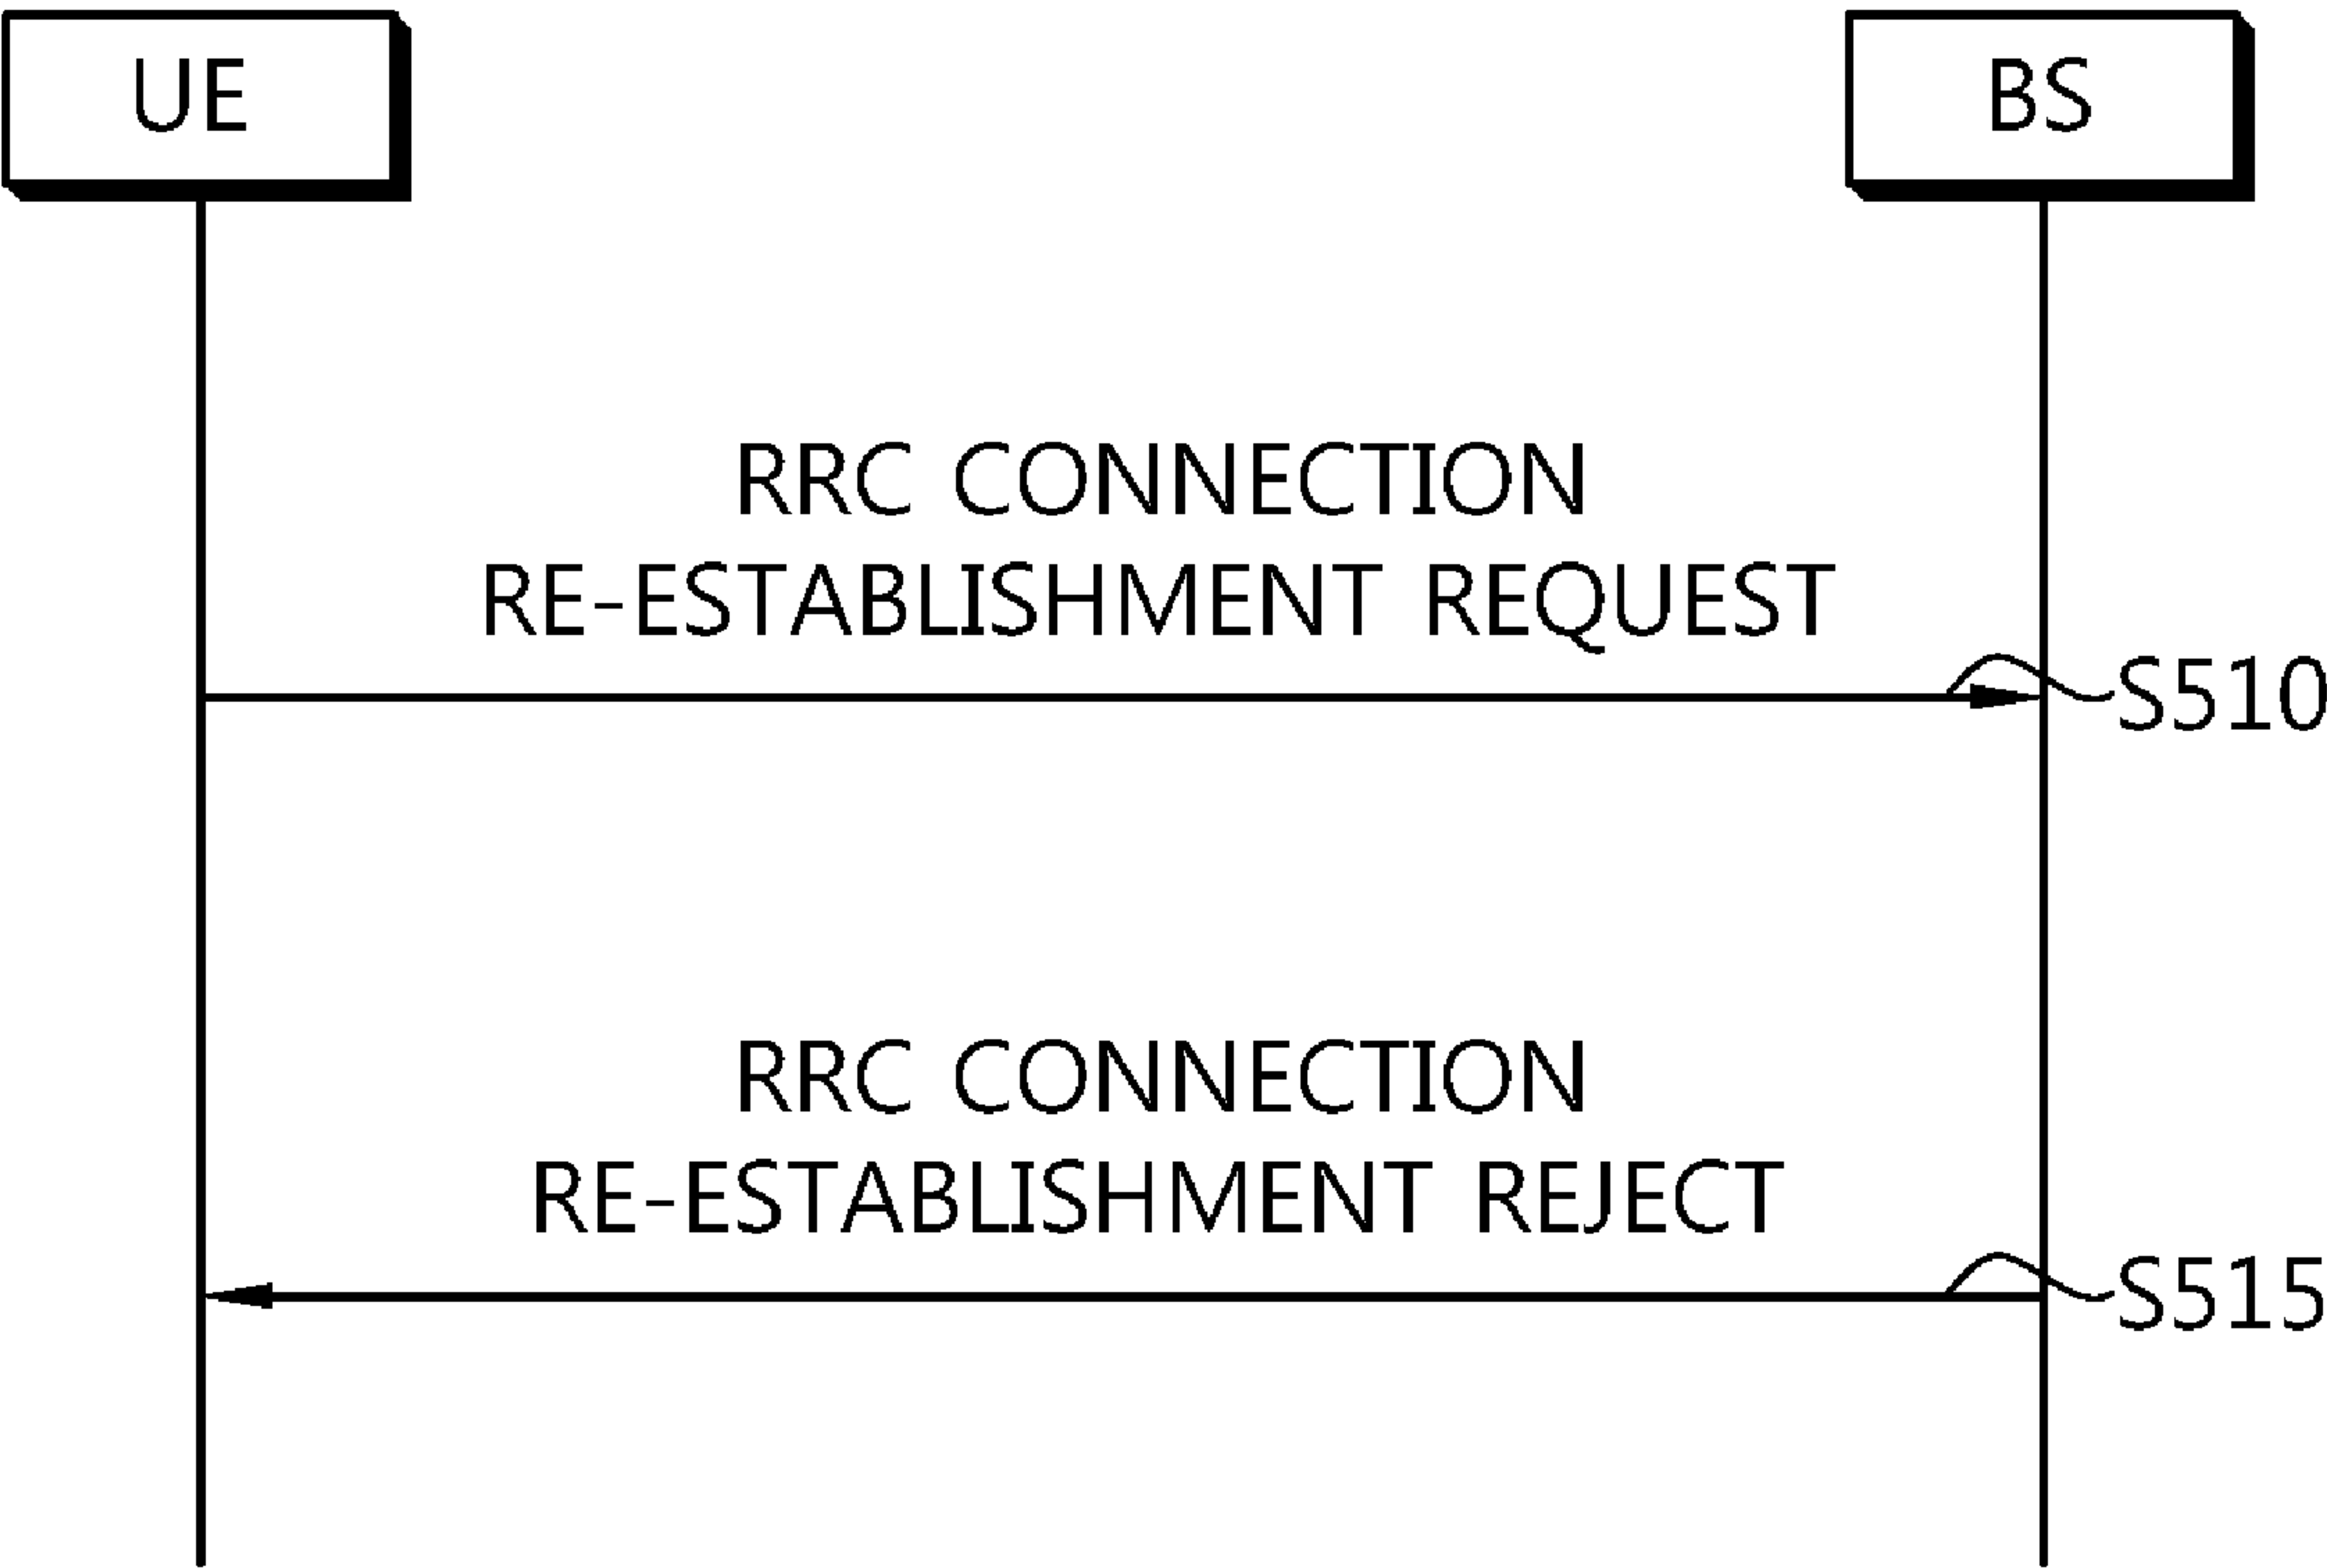 UE
BS
RRC CONNECTION
RE-ESTABLISHMENT REQUEST
S510
RRC CONNECTION
RE-ESTABLISHMENT REJECT
S515